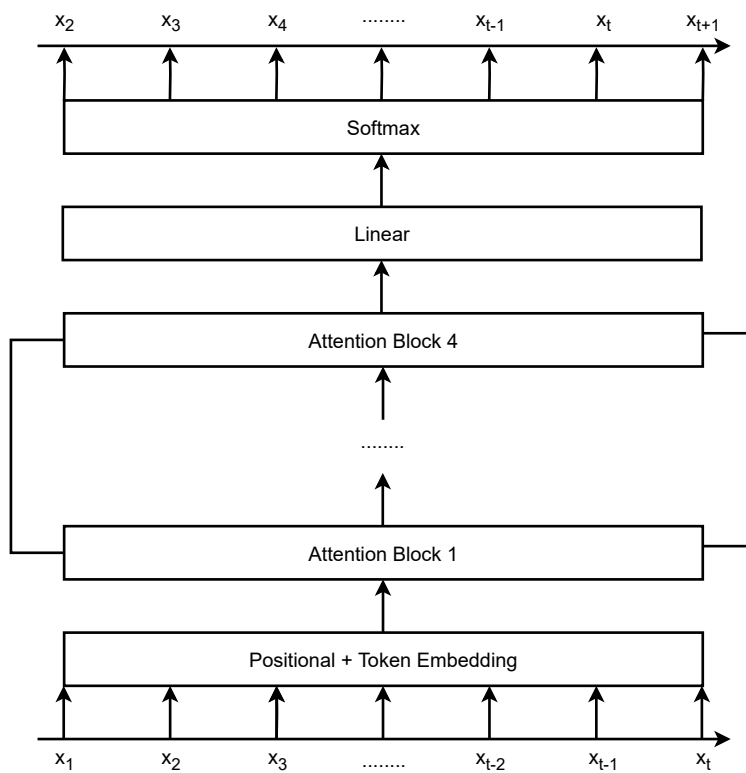 x2 x3 x4 ........ xt-1 xt xt+1
Softmax
Linear
Attention Block 4
........
Attention Block 1
Positional + Token Embedding
x1 x2 x3 ........ xt-2 xt-1 xt